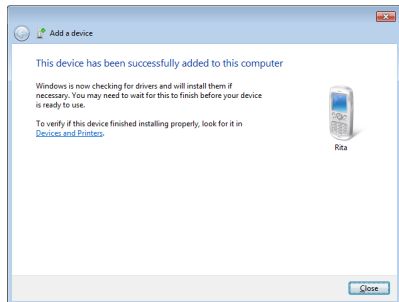 Add a device
This device has been successfully added to this computer
Windows is now checking for drivers and will install them if
necessary. You may need to wait for this to finish before your device
is ready to use.
To verify if this device finished installing properly, look for it in
Devices and Printers.
Rita
Close